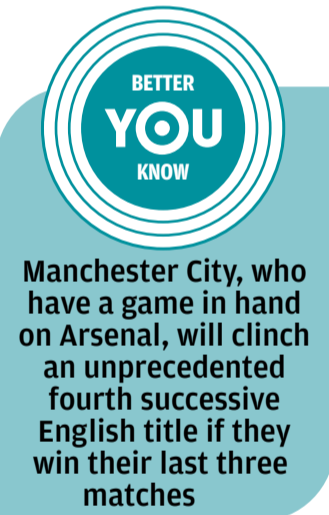 BETTER
YOU
KNOW
Manchester City, who
have a game in hand
on Arsenal, will clinch
an unprecedented
fourth successive
English title if they
win their last three
matches